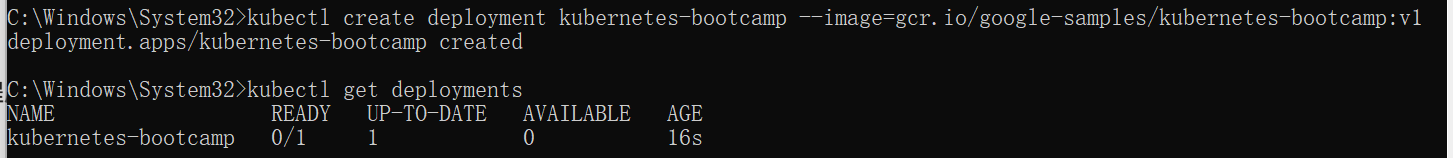 C:\Windows\System32>kubectl create deployment kubernetes-bootcamp --image=gcr.io/google-samples/kubernetes-bootcamp:v1
deployment.apps/kubernetes-bootcamp created
C:\Windows\System32>kubectl get deployments
NAME READY UP-TO-DATE AVAILABLE AGE
kubernetes-bootcamp 0/1 1 0 16s